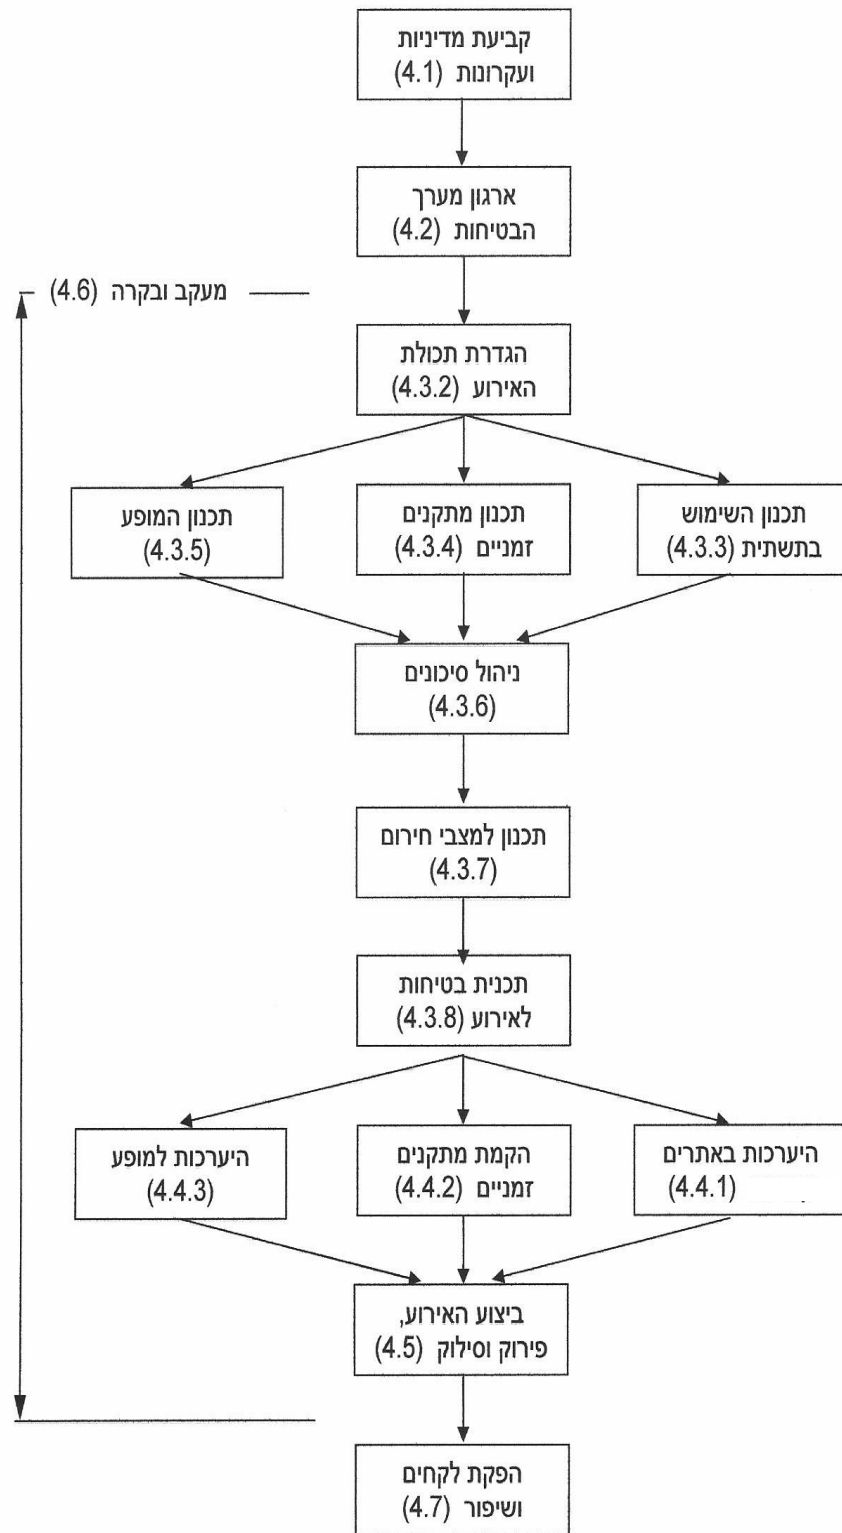 קביעת מדיניות
ועקרונות (4.1)
ארגון מערך
הבטיחות (4.2)
מעקב ובקרה (4.6)
הגדרת תכולת
האירוע (4.3.2)
תכנון השימוש
בתשתית (4.3.3)
תכנון מתקנים
זמניים (4.3.4)
תכנון המופע
(4.3.5)
ניהול סיכונים
(4.3.6)
תכנון למצבי חירום
(4.3.7)
תכנית בטיחות
לאירוע (4.3.8)
היערכות באתרים
(4.4.1)
הקמת מתקנים
זמניים (4.4.2)
היערכות למופע
(4.4.3)
ביצוע האירוע,
פירוק וסילוק (4.5)
הפקת לקחים
ושיפור (4.7)